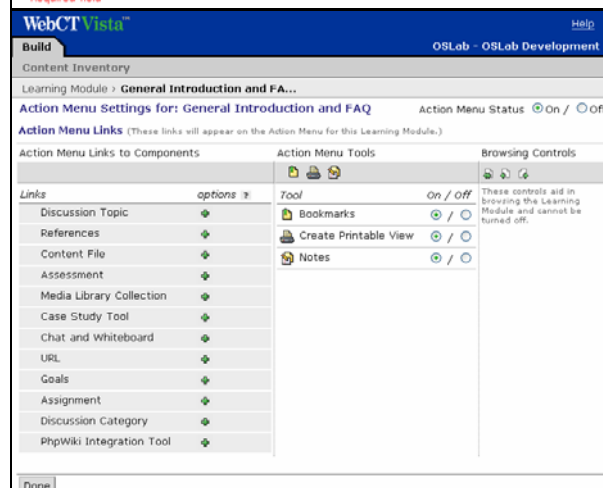 Required field
WebCT Vista™
Help
Build
OSLab - OSLab Development
Content Inventory
Learning Module › General Introduction and FA...
Action Menu Settings for: General Introduction and FAQ
Action Menu Status On / Off
Action Menu Links (These links will appear on the Action Menu for this Learning Module.)
Action Menu Links to Components
Action Menu Tools
Browsing Controls
Links options ?
Tool On / Off
These controls aid in
browsing the Learning
Module and cannot be
turned off.
Discussion Topic
References
Content File
Assessment
Media Library Collection
Case Study Tool
Chat and Whiteboard
URL
Goals
Assignment
Discussion Category
PhpWiki Integration Tool
Bookmarks /
Create Printable View /
Notes /
Done